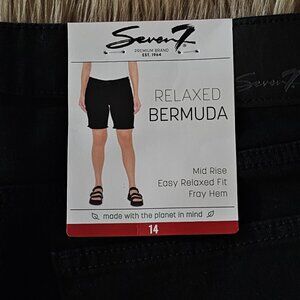 Seven7
PREMIUM BRAND
EST. 1964
RELAXED
BERMUDA
Mid Rise
Easy Relaxed Fit
Fray Hem
made with the planet in mind
14
Seven7